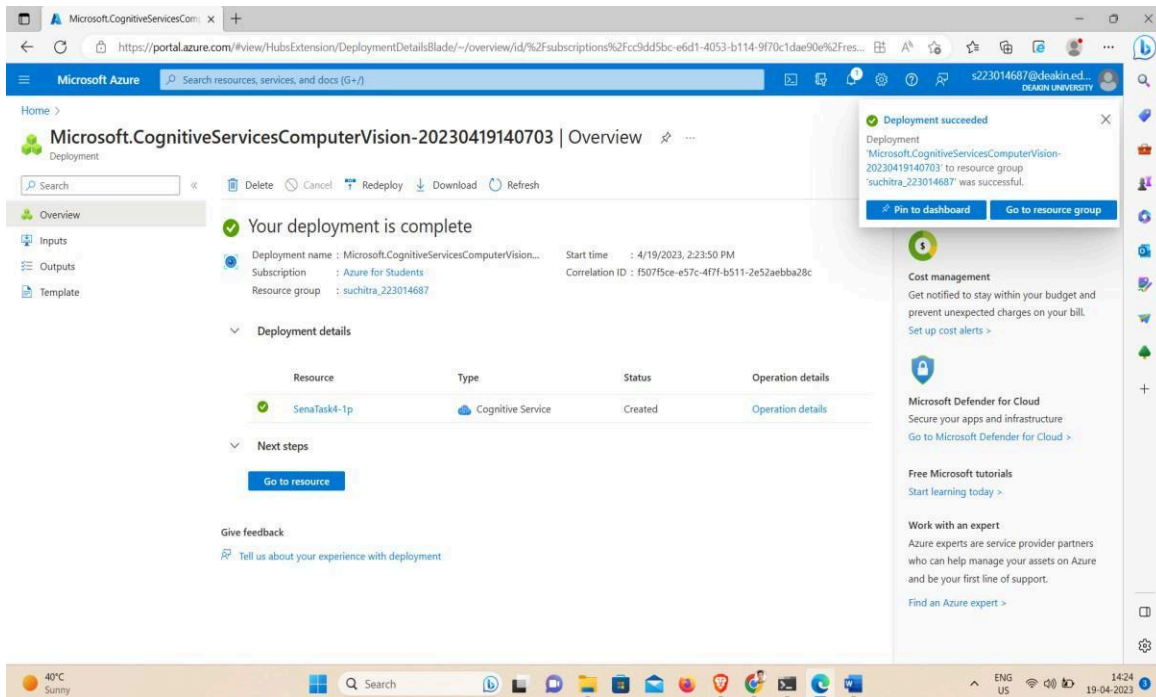 Microsoft.CognitiveServicesCom
https://portal.azure.com/#view/HubsExtension/DeploymentDetailsBlade/~/overview/id/%2Fsubscriptions%2Fcc9dd5bc-e6d1-4053-b114-9f70c1dae90e%2Fres...
Microsoft Azure
Search resources, services, and docs (G+/)
1
s223014687@deakin.ed...
DEAKIN UNIVERSITY
Home >
Microsoft.CognitiveServicesComputerVision-20230419140703 | Overview
Deployment
Search
Delete Cancel Redeploy Download Refresh
Overview
Inputs
Outputs
Template
Your deployment is complete
Deployment name : Microsoft.CognitiveServicesComputerVision...
Subscription : Azure for Students
Resource group : suchitra_223014687
Start time : 4/19/2023, 2:23:50 PM
Correlation ID : f507f5ce-e57c-4f7f-b511-2e52aebba28c
Deployment details
Resource Type Status Operation details
SenaTask4-1p Cognitive Service Created Operation details
Next steps
Go to resource
Give feedback
Tell us about your experience with deployment
Deployment succeeded
Deployment
'Microsoft.CognitiveServicesComputerVision-
20230419140703' to resource group
'suchitra_223014687' was successful.
Pin to dashboard Go to resource group
Cost management
Get notified to stay within your budget and
prevent unexpected charges on your bill.
Set up cost alerts >
Microsoft Defender for Cloud
Secure your apps and infrastructure
Go to Microsoft Defender for Cloud >
Free Microsoft tutorials
Start learning today >
Work with an expert
Azure experts are service provider partners
who can help manage your assets on Azure
and be your first line of support.
Find an Azure expert >
40°C
Sunny
Search
ENG
US
14:24
19-04-2023
3